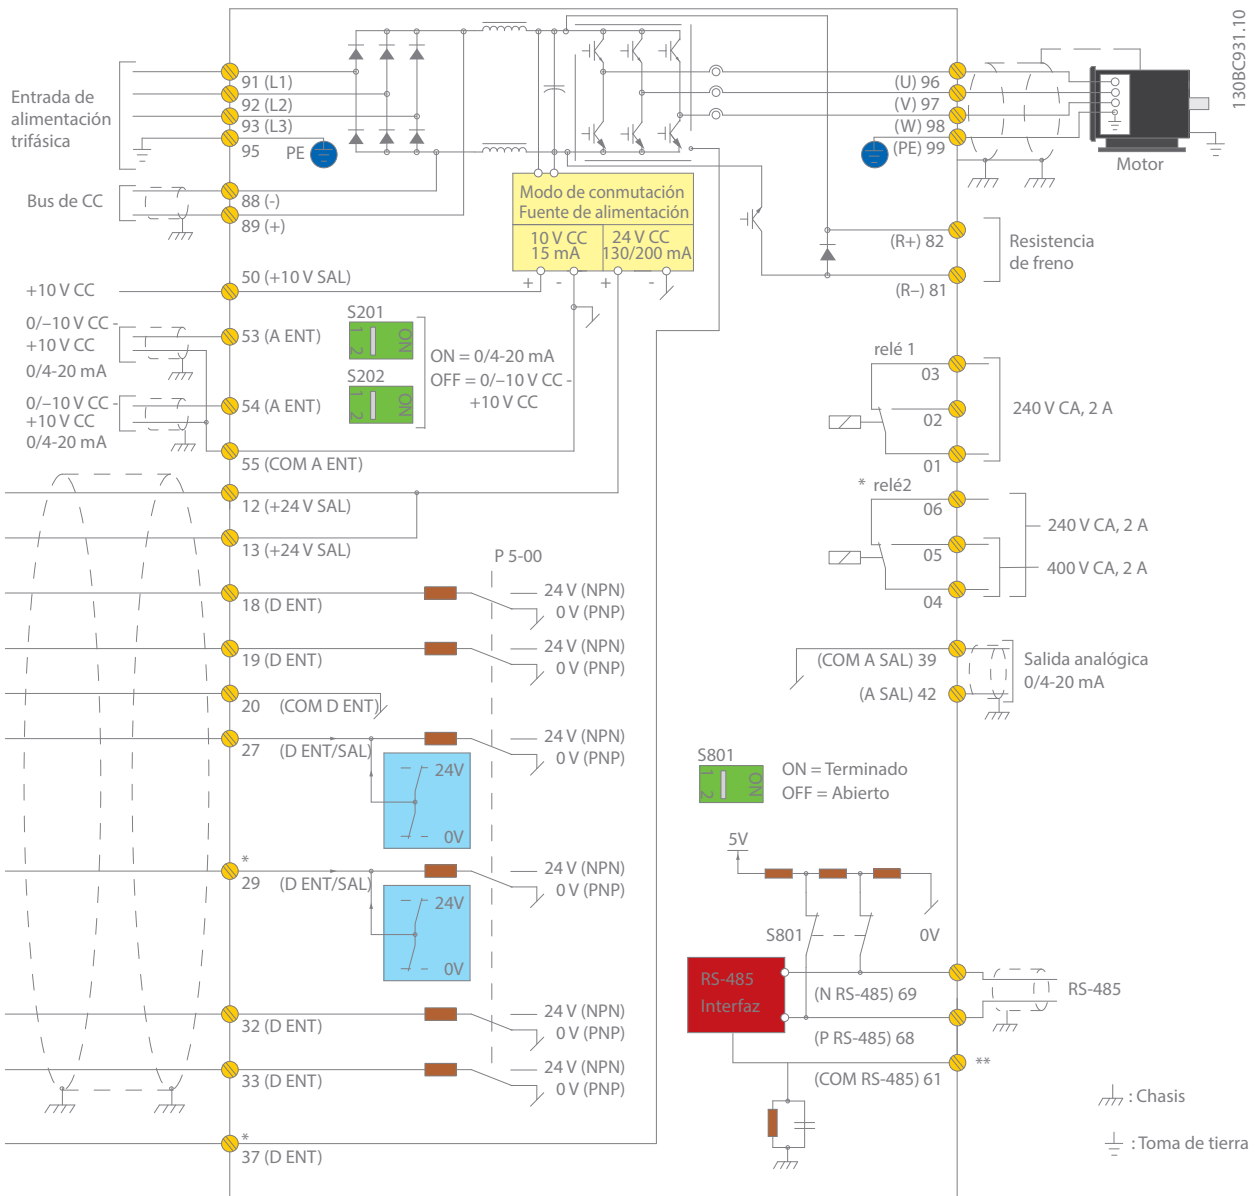 130BC931.10
Entrada de
alimentación
trifásica
91 (L1)
92 (L2)
93 (L3)
95
PE
Bus de CC
88 (-)
89 (+)
Modo de conmutación
Fuente de alimentación
10 V CC
15 mA
24 V CC
130/200 mA
+ - + -
(U) 96
(V) 97
(W) 98
(PE) 99
Motor
(R+) 82
(R−) 81
Resistencia
de freno
+10 V CC
50 (+10 V SAL)
0/−10 V CC -
+10 V CC
0/4-20 mA
53 (A ENT)
0/−10 V CC -
+10 V CC
0/4-20 mA
54 (A ENT)
55 (COM A ENT)
S201
1 2 ON
S202
1 2 ON
ON = 0/4-20 mA
OFF = 0/−10 V CC -
+10 V CC
relé 1
03
02
01
240 V CA, 2 A
* relé2
06
05
04
240 V CA, 2 A
400 V CA, 2 A
12 (+24 V SAL)
13 (+24 V SAL)
P 5-00
18 (D ENT)
24 V (NPN)
0 V (PNP)
19 (D ENT)
24 V (NPN)
0 V (PNP)
20 (COM D ENT)
27 (D ENT/SAL)
24 V (NPN)
0 V (PNP)
24V
0V
*
29 (D ENT/SAL)
24 V (NPN)
0 V (PNP)
24V
0V
32 (D ENT)
24 V (NPN)
0 V (PNP)
33 (D ENT)
24 V (NPN)
0 V (PNP)
*
37 (D ENT)
(COM A SAL) 39
(A SAL) 42
Salida analógica
0/4-20 mA
S801
1 2 ON
ON = Terminado
OFF = Abierto
5V
S801
0V
RS-485
Interfaz
(N RS-485) 69
(P RS-485) 68
(COM RS-485) 61
**
RS-485
: Chasis
: Toma de tierra